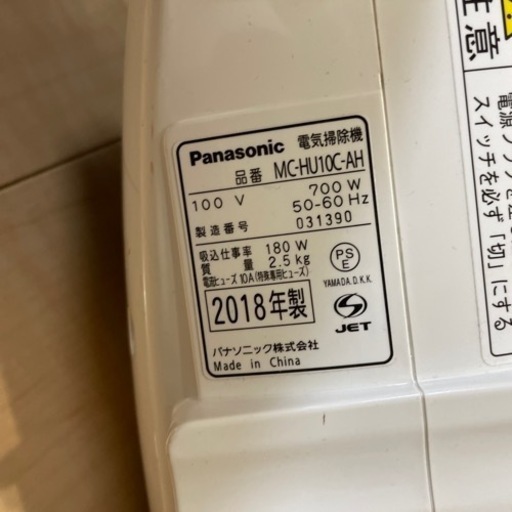 Panasonic 電気掃除機
品番 MC-HU10C-AH
100 V 700 W
50-60 Hz
製造番号 031390
吸込仕事率 180 W
質量 2.5 kg
電流ヒューズ 10A(特殊専用ヒューズ)
2018年製
パナソニック株式会社
Made in China
PS
E
YAMADA.D.K.K.
JET
注意
スイッチを必ず「切」にする